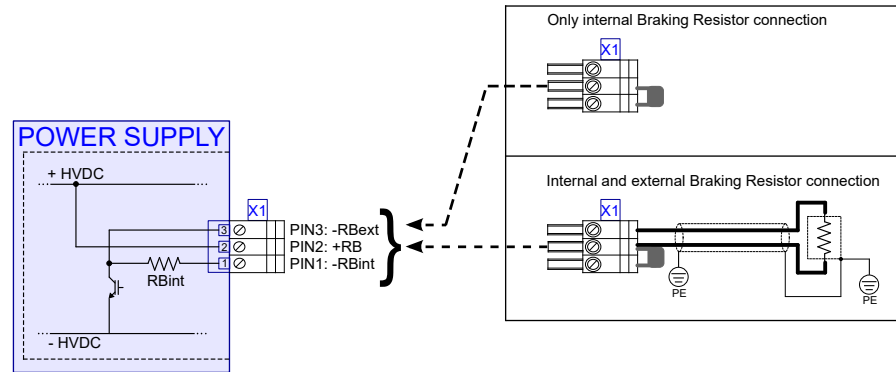 Only internal Braking Resistor connection
X1
POWER SUPPLY
+ HVDC
X1
3 PIN3: -RBext
2 PIN2: +RB
1 PIN1: -RBint
RBint
- HVDC
Internal and external Braking Resistor connection
X1
PE
PE